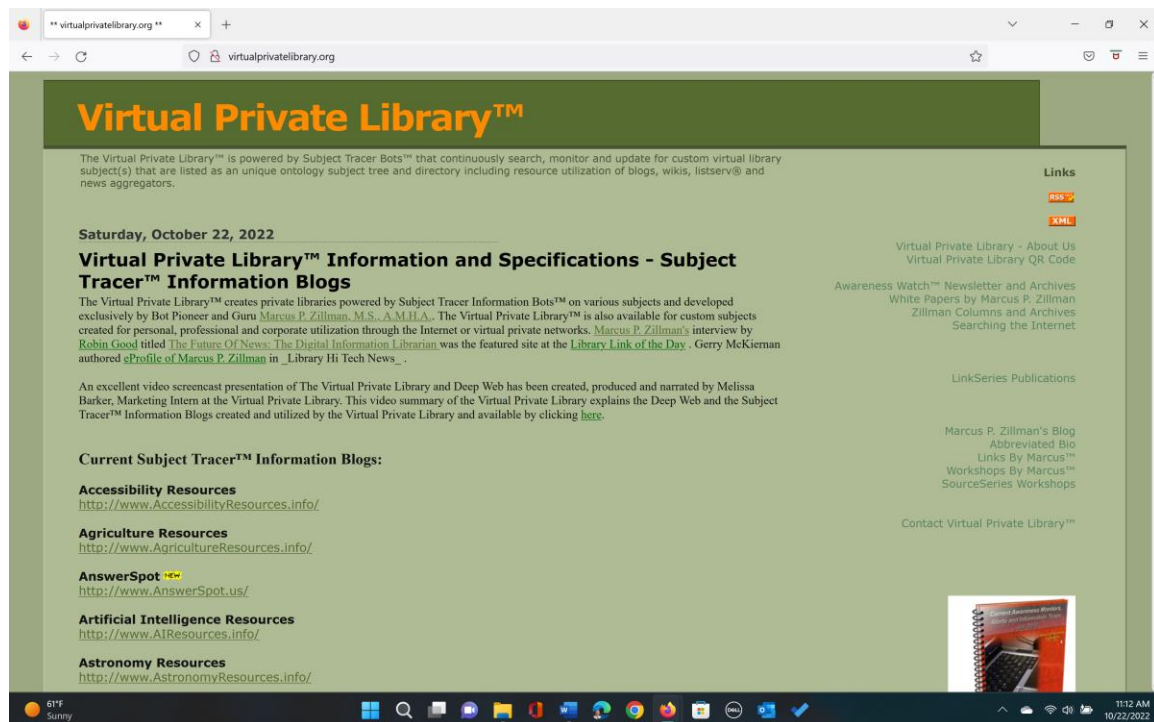 ** virtualprivatelibrary.org **
virtualprivatelibrary.org
Virtual Private Library™
The Virtual Private Library™ is powered by Subject Tracer Bots™ that continuously search, monitor and update for custom virtual library
subject(s) that are listed as an unique ontology subject tree and directory including resource utilization of blogs, wikis, listserv® and
news aggregators.
Saturday, October 22, 2022
Virtual Private Library™ Information and Specifications - Subject
Tracer™ Information Blogs
The Virtual Private Library™ creates private libraries powered by Subject Tracer Information Bots™ on various subjects and developed
exclusively by Bot Pioneer and Guru Marcus P. Zillman, M.S., A.M.H.A.. The Virtual Private Library™ is also available for custom subjects
created for personal, professional and corporate utilization through the Internet or virtual private networks. Marcus P. Zillman's interview by
Robin Good titled The Future Of News: The Digital Information Librarian was the featured site at the Library Link of the Day . Gerry McKiernan
authored eProfile of Marcus P. Zillman in _Library Hi Tech News_ .
An excellent video screencast presentation of The Virtual Private Library and Deep Web has been created, produced and narrated by Melissa
Barker, Marketing Intern at the Virtual Private Library. This video summary of the Virtual Private Library explains the Deep Web and the Subject
Tracer™ Information Blogs created and utilized by the Virtual Private Library and available by clicking here.
Current Subject Tracer™ Information Blogs:
Accessibility Resources
http://www.AccessibilityResources.info/
Agriculture Resources
http://www.AgricultureResources.info/
AnswerSpot NEW
http://www.AnswerSpot.us/
Artificial Intelligence Resources
http://www.AIResources.info/
Astronomy Resources
http://www.AstronomyResources.info/
Links
RSS
XML
Virtual Private Library - About Us
Virtual Private Library QR Code
Awareness Watch™ Newsletter and Archives
White Papers by Marcus P. Zillman
Zillman Columns and Archives
Searching the Internet
LinkSeries Publications
Marcus P. Zillman's Blog
Abbreviated Bio
Links By Marcus™
Workshops By Marcus™
SourceSeries Workshops
Contact Virtual Private Library™
Current Awareness Monitors,
Alerts and Information Traps
61°F
Sunny
DELL
11:12 AM
10/22/2022